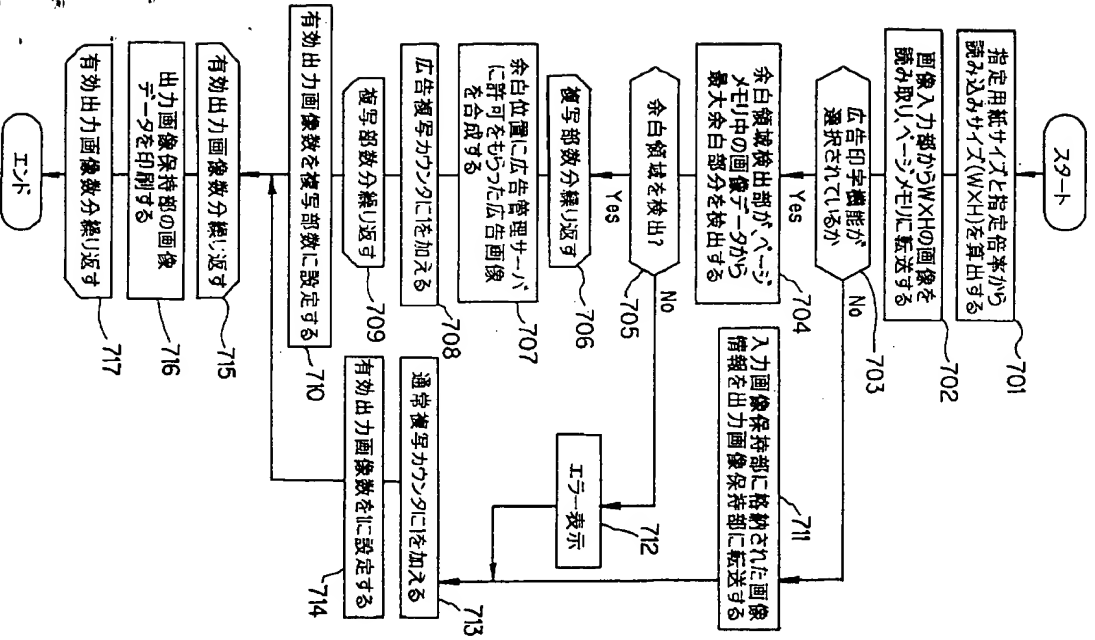 スタート
指定用紙サイズと指定倍率から
読み込みサイズ(W×H)を算出する
701
画像入力部からW×Hの画像を
読み取り、ページメモリに転送する
702
広告印字機能が
選択されているか
703
No
Yes
余白領域検出部が、ページ
メモリ中の画像データから
最大余白部分を検出する
704
余白領域を検出?
705
No
Yes
複写部数分繰り返す
706
余白位置に広告管理サーバ
に許可をもらった広告画像
を合成する
707
広告複写カウンタに1を加える
708
複写部数分繰り返す
709
有効出力画像数を複写部数に設定する
710
入力画像保持部に格納された画像
情報を出力画像保持部に転送する
711
エラー表示
712
通常複写カウンタに1を加える
713
有効出力画像数を1に設定する
714
有効出力画像数分繰り返す
715
出力画像保持部の画像
データを印刷する
716
有効出力画像数分繰り返す
717
エンド